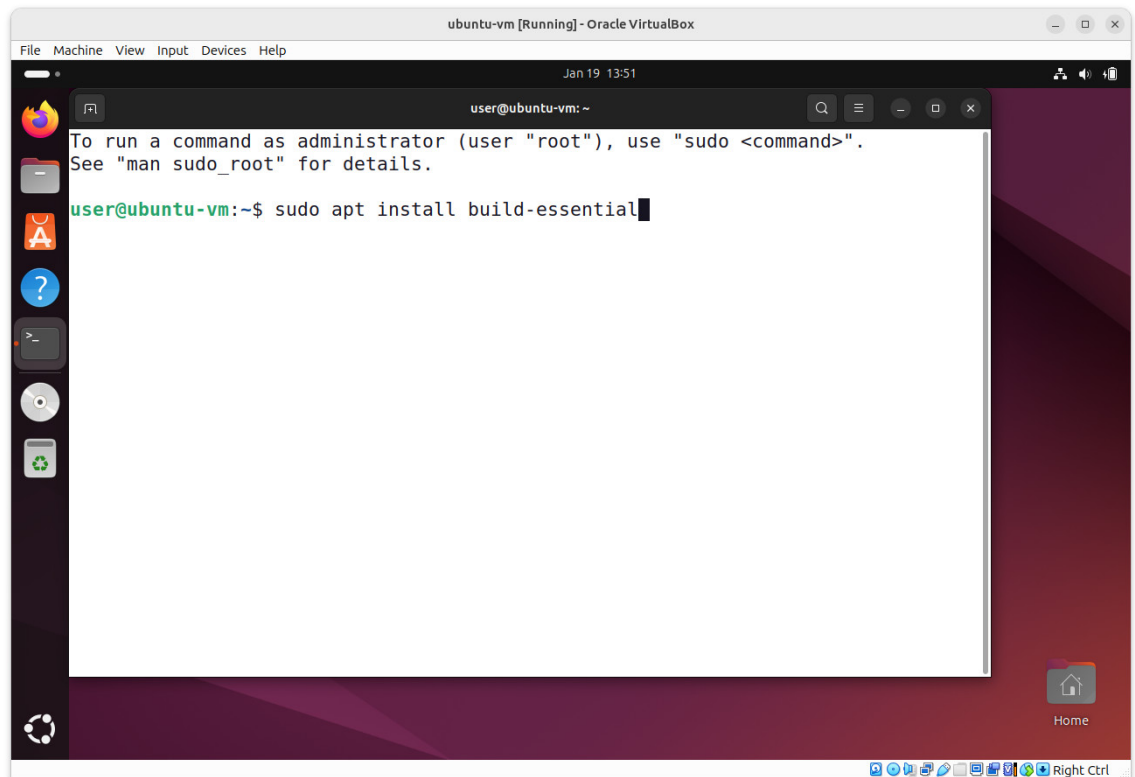 ubuntu-vm [Running] - Oracle VirtualBox
File Machine View Input Devices Help
Jan 19 13:51
user@ubuntu-vm: ~
To run a command as administrator (user "root"), use "sudo <command>".
See "man sudo_root" for details.
user@ubuntu-vm:~$ sudo apt install build-essential
Home
Right Ctrl